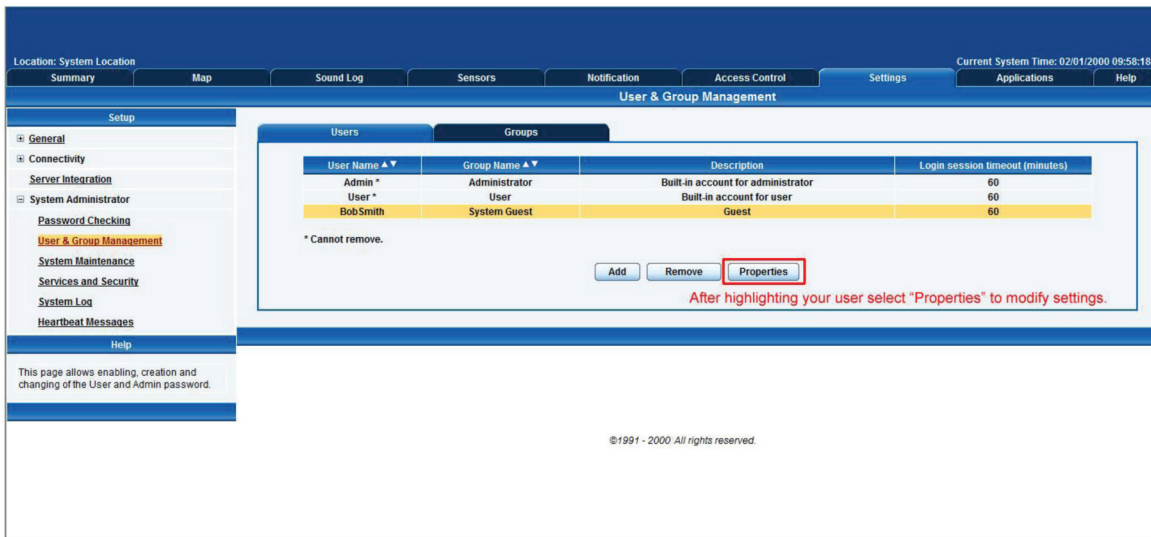 Location: System Location
Current System Time: 02/01/2000 09:58:18
Summary Map Sound Log Sensors Notification Access Control Settings Applications Help
User & Group Management
Setup
General
Connectivity
Server Integration
System Administrator
Password Checking
User & Group Management
System Maintenance
Services and Security
System Log
Heartbeat Messages
Help
This page allows enabling, creation and
changing of the User and Admin password.
Users Groups
User Name ▲▼ Group Name ▲▼ Description Login session timeout (minutes)
Admin * Administrator Built-in account for administrator 60
User * User Built-in account for user 60
BobSmith System Guest Guest 60
* Cannot remove.
Add Remove Properties
After highlighting your user select "Properties" to modify settings.
©1991 - 2000 All rights reserved.